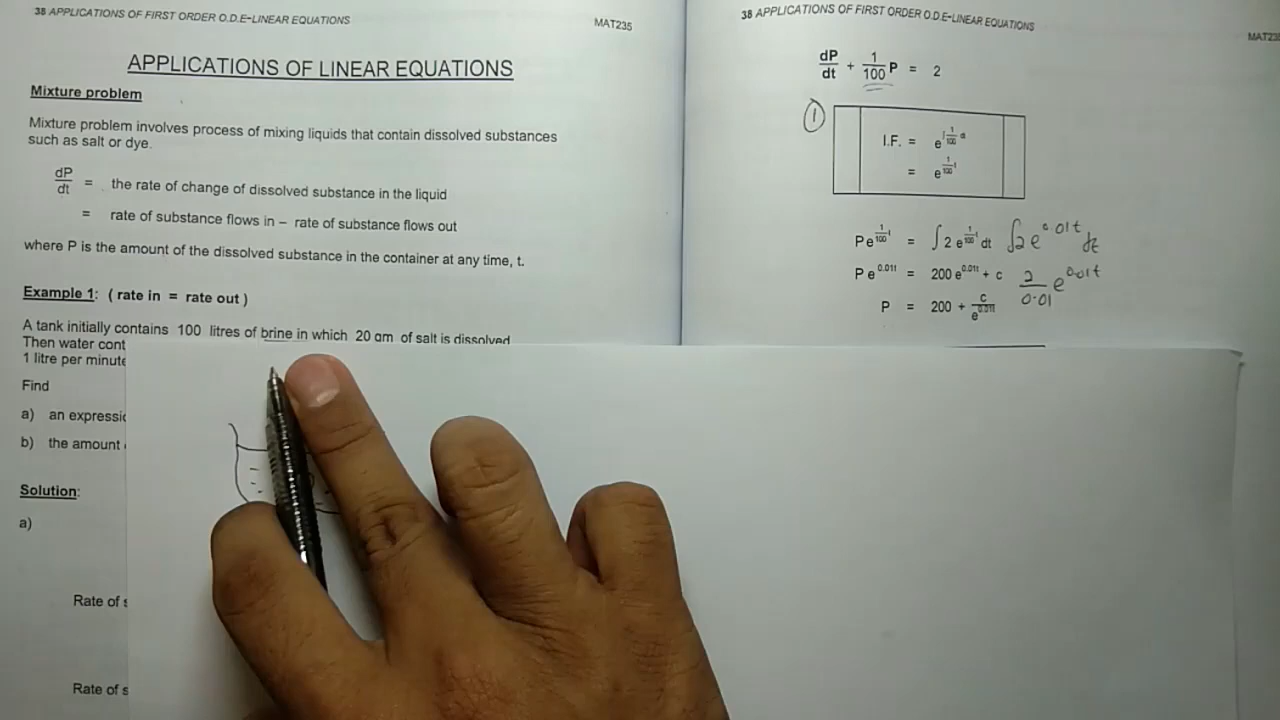 38 APPLICATIONS OF FIRST ORDER O.D.E-LINEAR EQUATIONS
MAT235
APPLICATIONS OF LINEAR EQUATIONS
Mixture problem
Mixture problem involves process of mixing liquids that contain dissolved substances
such as salt or dye.
dP/dt = the rate of change of dissolved substance in the liquid
= rate of substance flows in – rate of substance flows out
where P is the amount of the dissolved substance in the container at any time, t.
Example 1: ( rate in = rate out )
A tank initially contains 100 litres of brine in which 20 gm of salt is dissolved
Then water cont
1 litre per minute
Find
a) an expressio
b) the amount
Solution:
a)
Rate of s
Rate of s
38 APPLICATIONS OF FIRST ORDER O.D.E-LINEAR EQUATIONS
MAT23
dP/dt + 1/100 P = 2
1
I.F. = e^∫1/100 dt
= e^1/100 t
Pe^1/100 t = ∫ 2 e^1/100 t dt ∫2e^0.01t dt
Pe^0.01t = 200 e^0.01t + c 2/0.01 e^0.01t
P = 200 + c/e^0.01t